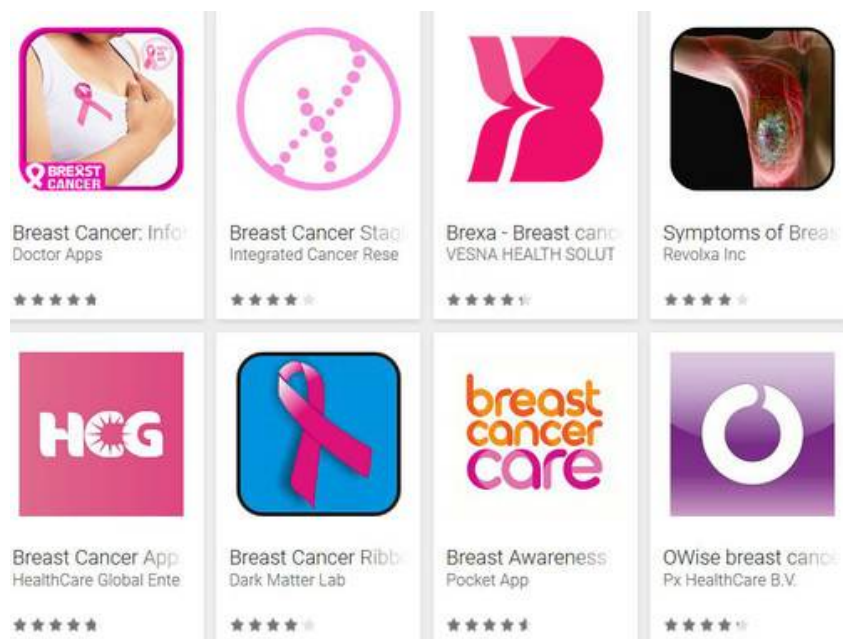 BREAST
CANCER
Breast Cancer: Info
Doctor Apps
Breast Cancer Stag
Integrated Cancer Rese
Brexa - Breast canc
VESNA HEALTH SOLUT
Symptoms of Breas
Revolxa Inc
HCG
breast
cancer
care
Breast Cancer App
HealthCare Global Ente
Breast Cancer Ribb
Dark Matter Lab
Breast Awareness
Pocket App
OWise breast cance
Px HealthCare B.V.